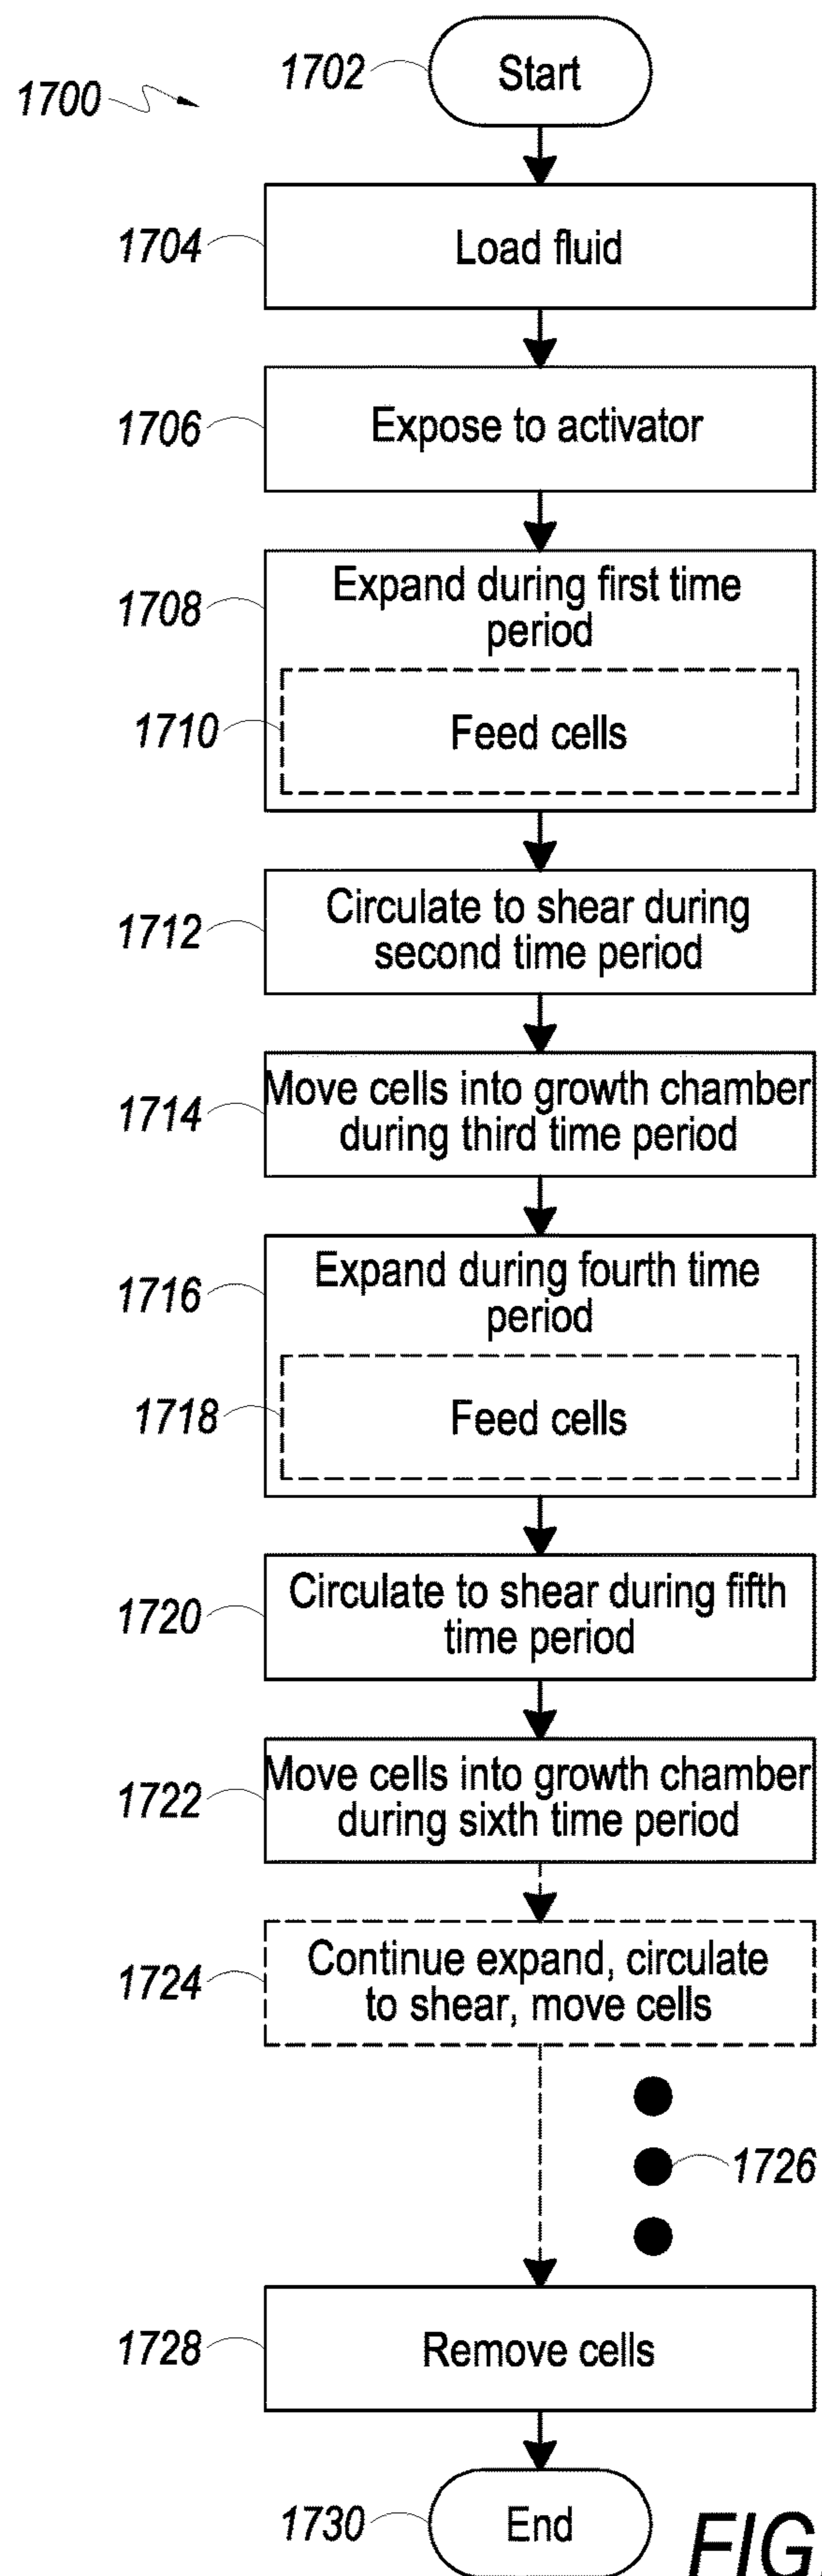 1702
Start
1700
1704
Load fluid
1706
Expose to activator
1708
Expand during first time
period
1710
Feed cells
1712
Circulate to shear during
second time period
1714
Move cells into growth chamber
during third time period
1716
Expand during fourth time
period
1718
Feed cells
1720
Circulate to shear during fifth
time period
1722
Move cells into growth chamber
during sixth time period
1724
Continue expand, circulate
to shear, move cells
1726
1728
Remove cells
1730
End
FIG.